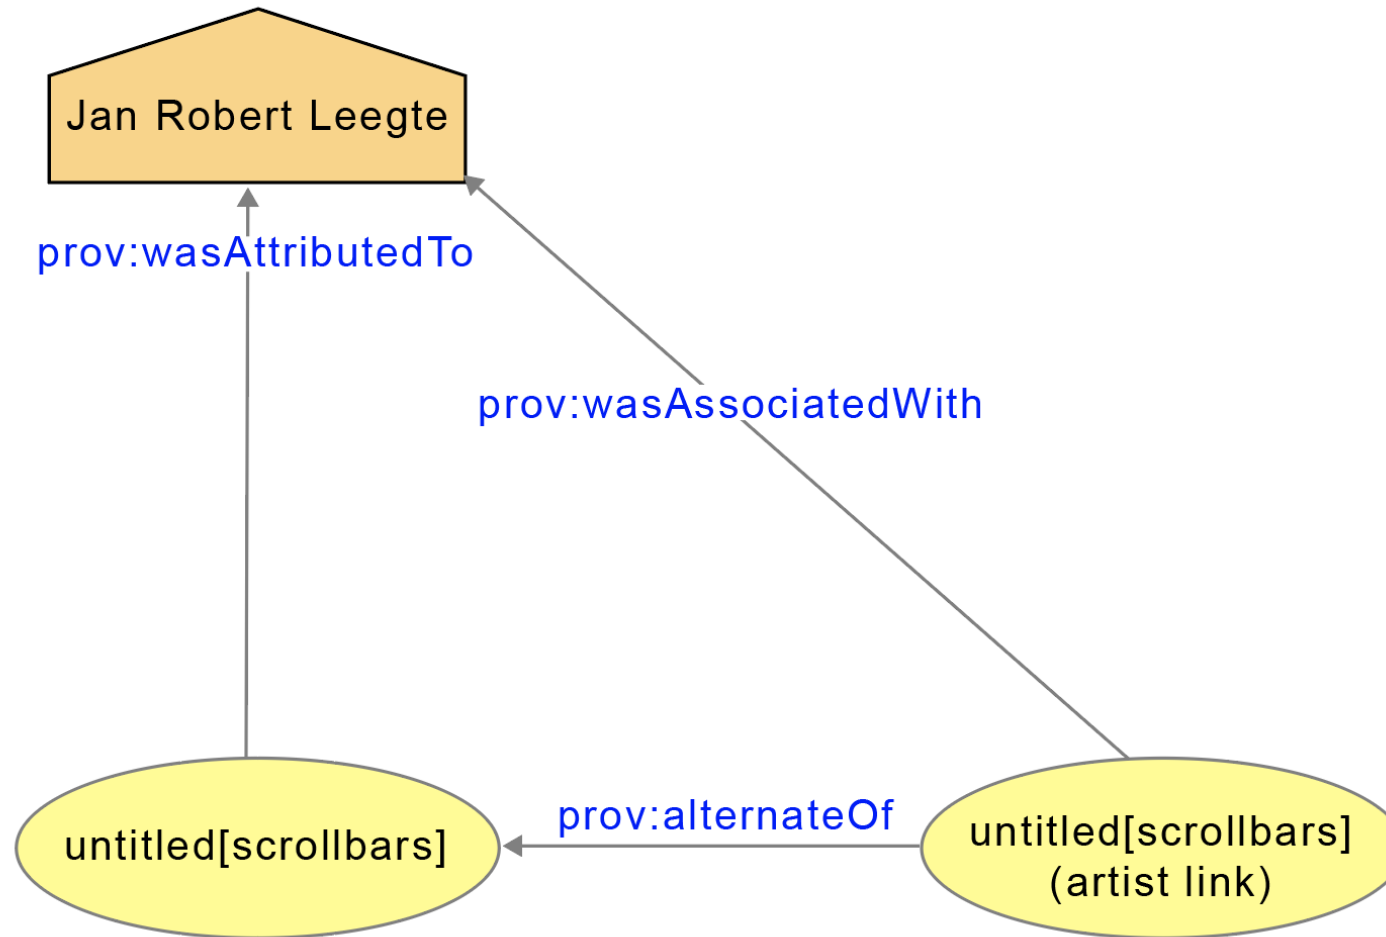 Jan Robert Leegte
prov:wasAttributedTo
prov:wasAssociatedWith
prov:alternateOf
untitled[scrollbars]
untitled[scrollbars]
(artist link)